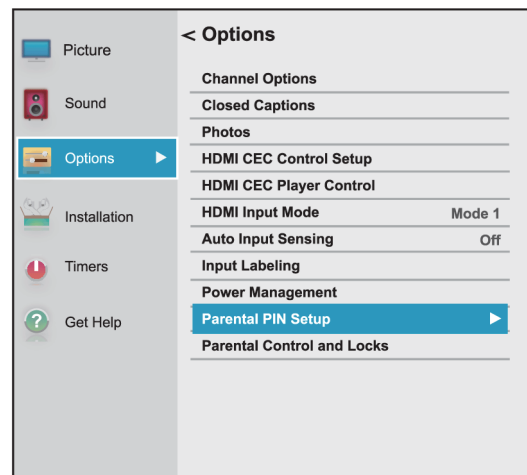 Picture
Sound
Options
Installation
Timers
Get Help
< Options
Channel Options
Closed Captions
Photos
HDMI CEC Control Setup
HDMI CEC Player Control
HDMI Input Mode Mode 1
Auto Input Sensing Off
Input Labeling
Power Management
Parental PIN Setup
Parental Control and Locks